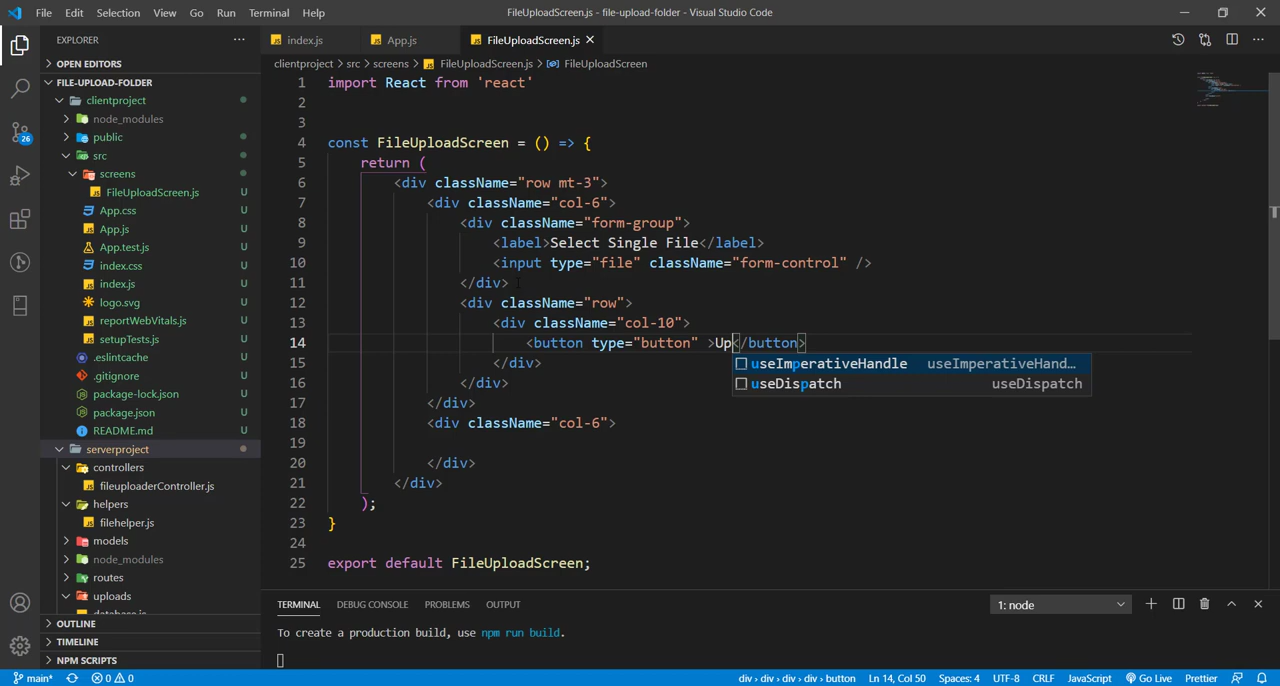 File Edit Selection View Go Run Terminal Help FileUploadScreen.js - file-upload-folder - Visual Studio Code
EXPLORER
index.js App.js FileUploadScreen.js
OPEN EDITORS
clientproject > src > screens > FileUploadScreen.js > FileUploadScreen
FILE-UPLOAD-FOLDER
clientproject
node_modules
public
src
screens
FileUploadScreen.js U
App.css U
App.js U
App.test.js U
index.css U
index.js U
logo.svg U
reportWebVitals.js U
setupTests.js U
.eslintcache U
.gitignore U
package-lock.json U
package.json U
README.md U
serverproject
controllers
fileuploaderController.js U
helpers
filehelper.js U
models
node_modules
routes
uploads
database.js U
OUTLINE
TIMELINE
NPM SCRIPTS
26
1 import React from 'react'
2
3
4 const FileUploadScreen = () => {
5 return (
6 <div className="row mt-3">
7 <div className="col-6">
8 <div className="form-group">
9 <label>Select Single File</label>
10 <input type="file" className="form-control" />
11 </div>
12 <div className="row">
13 <div className="col-10">
14 <button type="button" >Up</button>
useImperativeHandle useImperativeHand…
useDispatch useDispatch
15 </div>
16 </div>
17 </div>
18 <div className="col-6">
19
20 </div>
21 </div>
22 );
23 }
24
25 export default FileUploadScreen;
TERMINAL DEBUG CONSOLE PROBLEMS OUTPUT 1: node
To create a production build, use npm run build.
main* 0 0 div › div › div › div › button Ln 14, Col 50 Spaces: 4 UTF-8 CRLF JavaScript Go Live Prettier